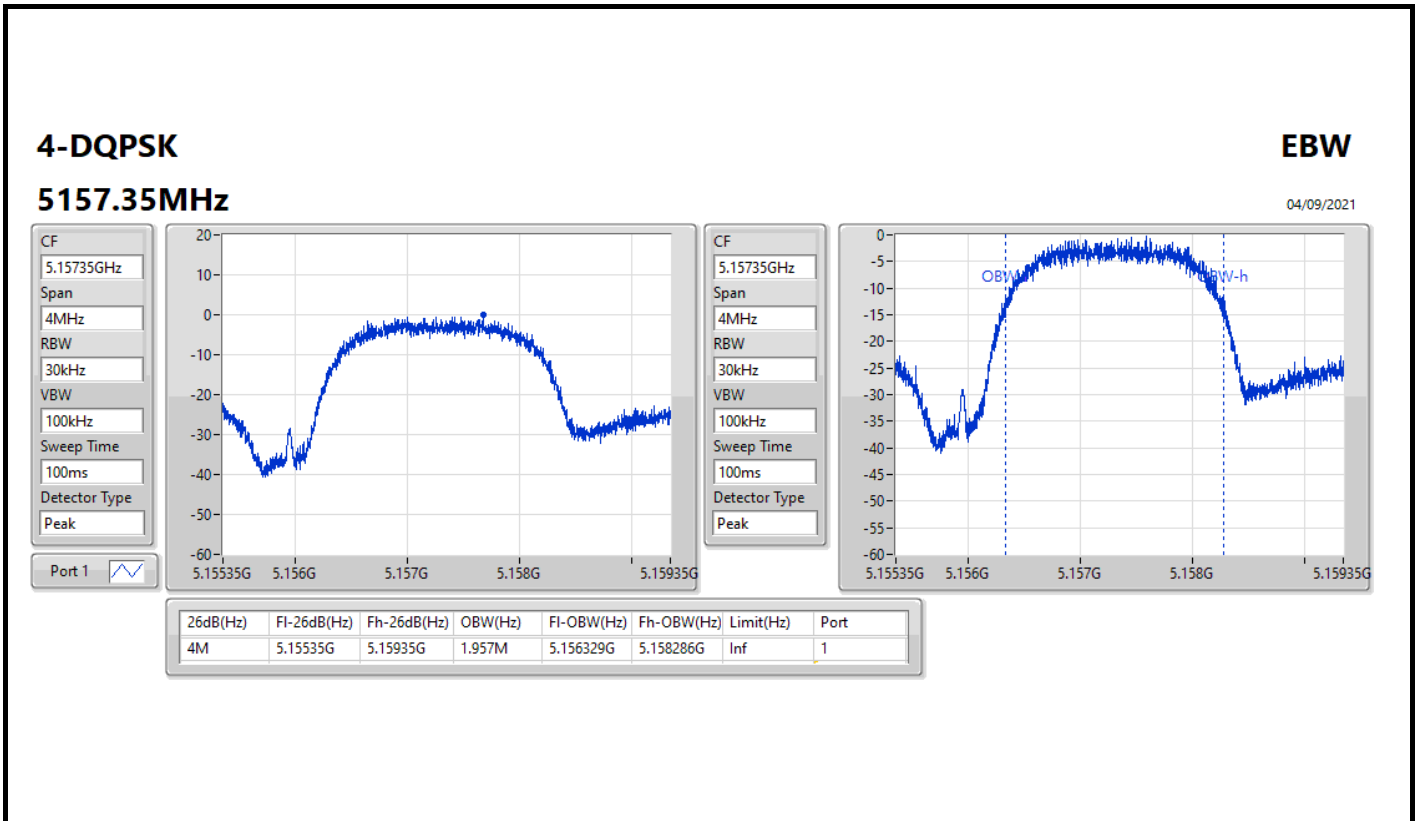 4-DQPSK
EBW
5157.35MHz
04/09/2021
CF
5.15735GHz
Span
4MHz
RBW
30kHz
VBW
100kHz
Sweep Time
100ms
Detector Type
Peak
Port 1
20
10
0
-10
-20
-30
-40
-50
-60
5.15535G 5.156G 5.157G 5.158G 5.15935G
CF
5.15735GHz
Span
4MHz
RBW
30kHz
VBW
100kHz
Sweep Time
100ms
Detector Type
Peak
0
-5
-10
-15
-20
-25
-30
-35
-40
-45
-50
-55
-60
OBW
OBW-h
5.15535G 5.156G 5.157G 5.158G 5.15935G
26dB(Hz) Fl-26dB(Hz) Fh-26dB(Hz) OBW(Hz) Fl-OBW(Hz) Fh-OBW(Hz) Limit(Hz) Port
4M 5.15535G 5.15935G 1.957M 5.156329G 5.158286G Inf 1